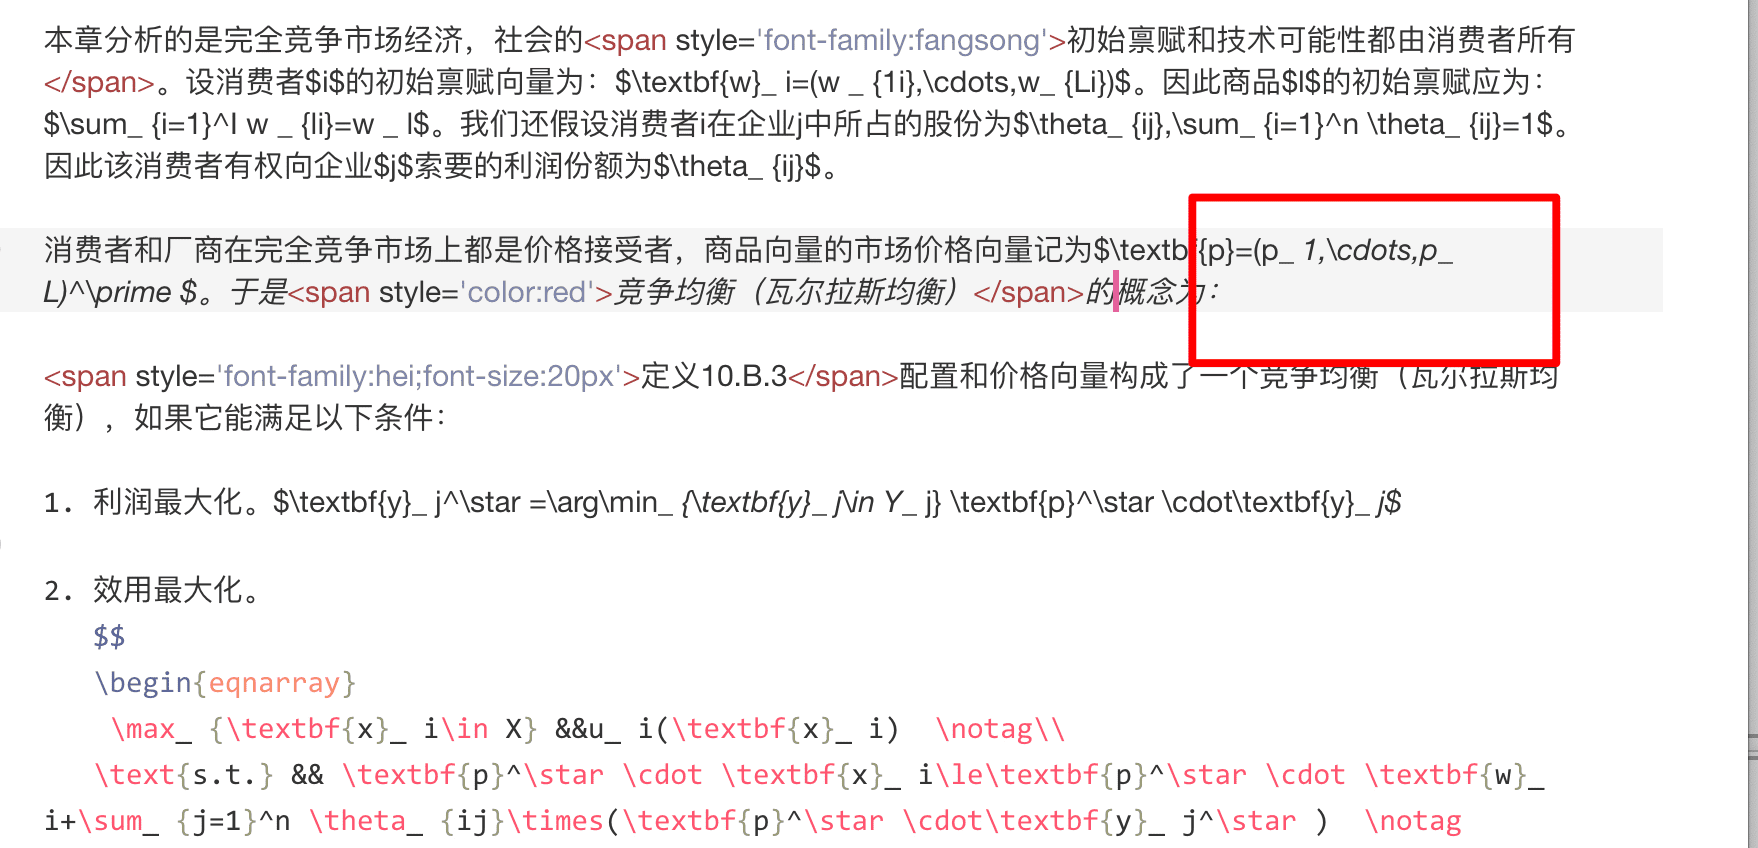 本章分析的是完全竞争市场经济，社会的<span style='font-family:fangsong'>初始禀赋和技术可能性都由消费者所有
</span>。设消费者$i$的初始禀赋向量为：$\textbf{w}_ i=(w _ {1i},\cdots,w_ {Li})$。因此商品$l$的初始禀赋应为：
$\sum_ {i=1}^I w _ {li}=w _ l$。我们还假设消费者i在企业j中所占的股份为$\theta_ {ij},\sum_ {i=1}^n \theta_ {ij}=1$。
因此该消费者有权向企业$j$索要的利润份额为$\theta_ {ij}$。
消费者和厂商在完全竞争市场上都是价格接受者，商品向量的市场价格向量记为$\textbf{p}=(p_ 1,\cdots,p_
L)^\prime $。于是<span style='color:red'>竞争均衡（瓦尔拉斯均衡）</span>的概念为：
<span style='font-family:hei;font-size:20px'>定义10.B.3</span>配置和价格向量构成了一个竞争均衡（瓦尔拉斯均
衡），如果它能满足以下条件：
1. 利润最大化。$\textbf{y}_ j^\star =\arg\min_ {\textbf{y}_ j\in Y_ j} \textbf{p}^\star \cdot\textbf{y}_ j$
2. 效用最大化。
$$
\begin{eqnarray}
\max_ {\textbf{x}_ i\in X} &&u_ i(\textbf{x}_ i)  \notag\\
\text{s.t.} && \textbf{p}^\star \cdot \textbf{x}_ i\le\textbf{p}^\star \cdot \textbf{w}_
i+\sum_ {j=1}^n \theta_ {ij}\times(\textbf{p}^\star \cdot\textbf{y}_ j^\star )  \notag